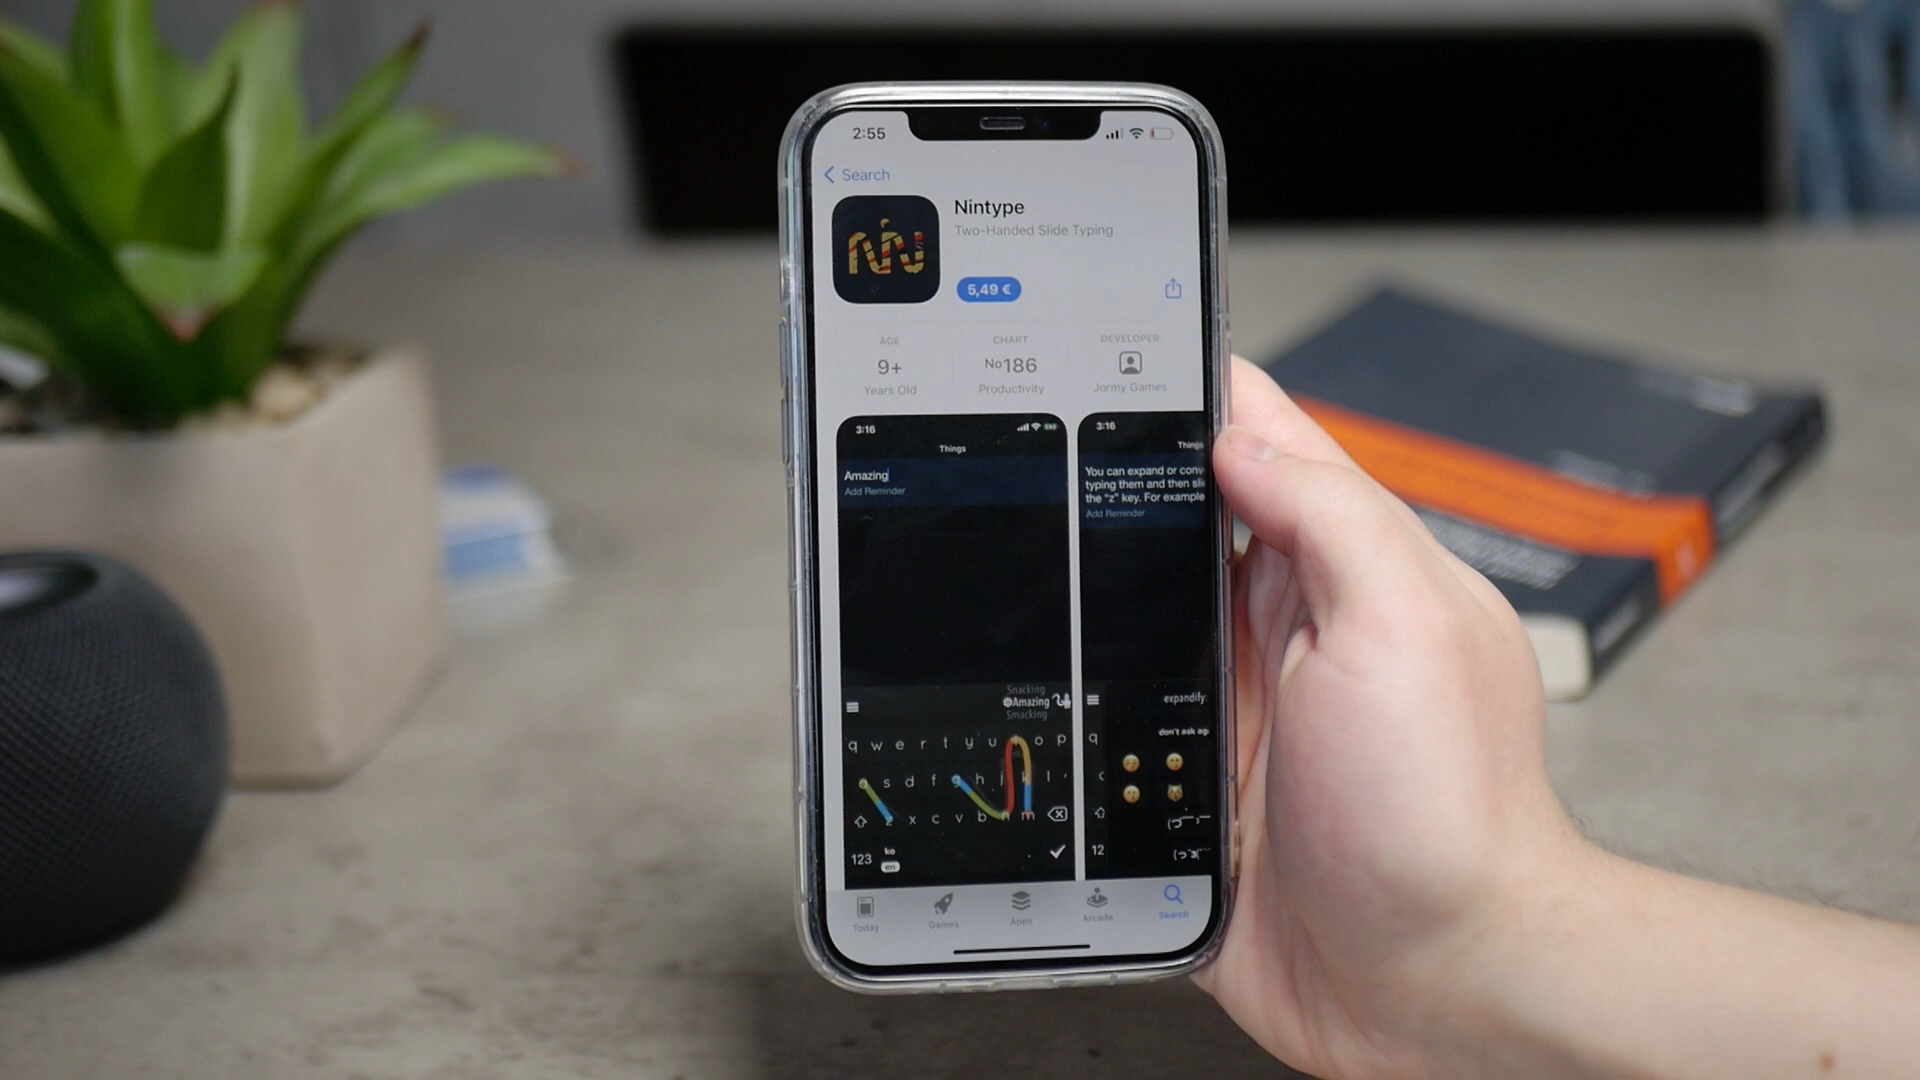 2:55
Search
Nintype
Two-Handed Slide Typing
5,49 €
AGE
9+
Years Old
CHART
No186
Productivity
DEVELOPER
Jormy Games
3:16
Things
Amazing
Add Reminder
Snacking
Amazing
Smacking
q w e r t y u i o p
a s d f g h j k l '
z x c v b n m
123
ko
en
.
3:16
Things
You can expand or conv
typing them and then sli
the "z" key. For example
Add Reminder
expandify:
don't ask ag
q
12
Today
Games
Apps
Arcade
Search